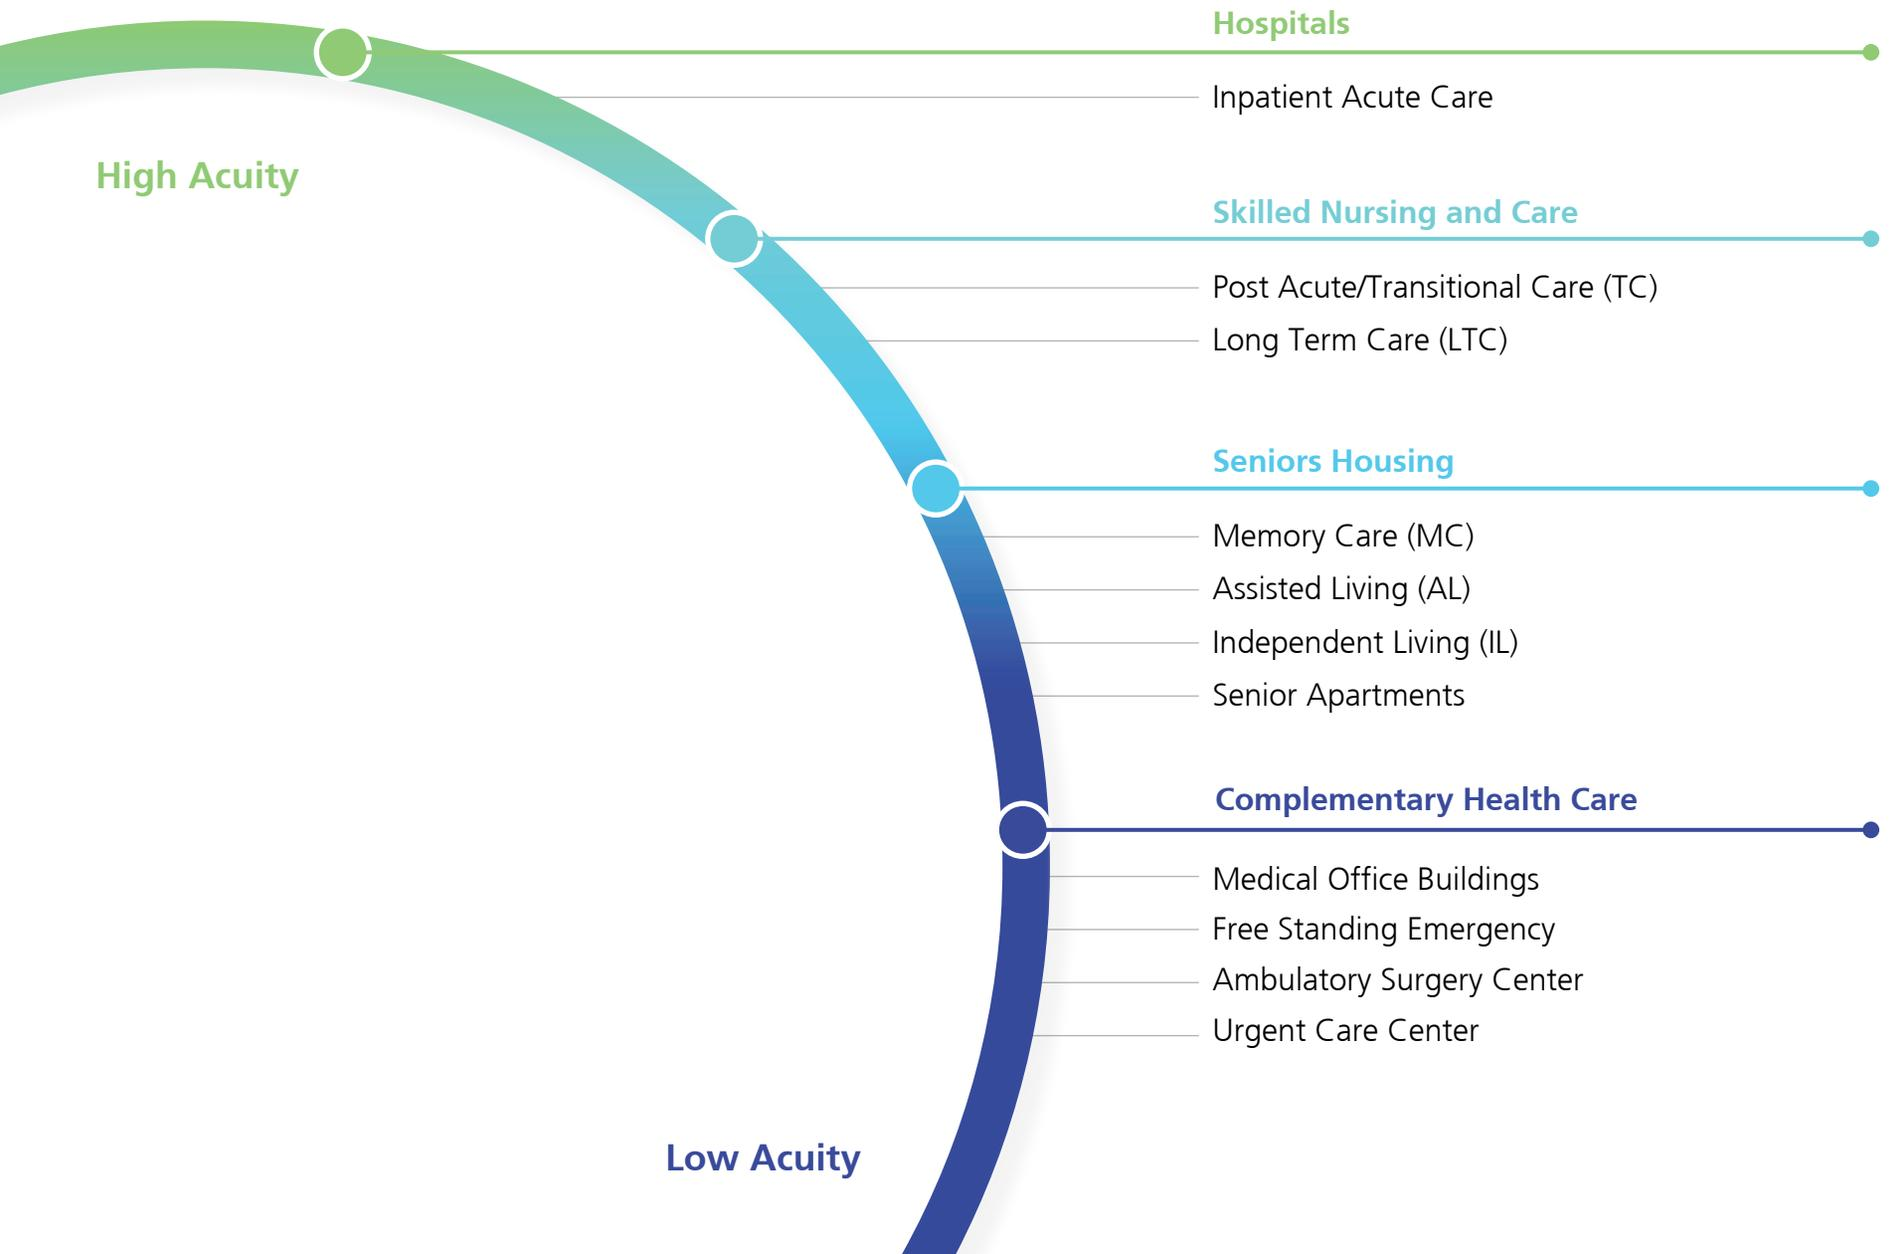 Hospitals
Inpatient Acute Care
High Acuity
Skilled Nursing and Care
Post Acute/Transitional Care (TC)
Long Term Care (LTC)
Seniors Housing
Memory Care (MC)
Assisted Living (AL)
Independent Living (IL)
Senior Apartments
Complementary Health Care
Medical Office Buildings
Free Standing Emergency
Ambulatory Surgery Center
Urgent Care Center
Low Acuity